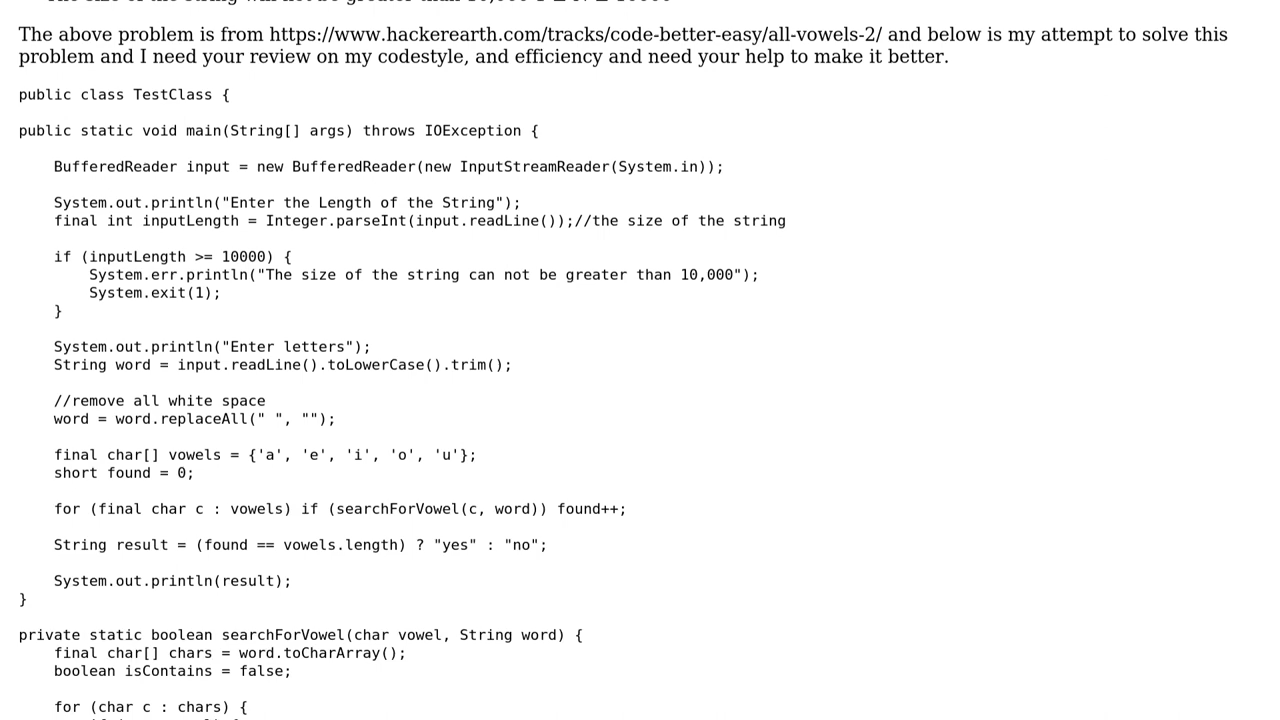 The above problem is from https://www.hackerearth.com/tracks/code-better-easy/all-vowels-2/ and below is my attempt to solve this
problem and I need your review on my codestyle, and efficiency and need your help to make it better.
public class TestClass {
public static void main(String[] args) throws IOException {
BufferedReader input = new BufferedReader(new InputStreamReader(System.in));
System.out.println("Enter the Length of the String");
final int inputLength = Integer.parseInt(input.readLine());//the size of the string
if (inputLength >= 10000) {
System.err.println("The size of the string can not be greater than 10,000");
System.exit(1);
}
System.out.println("Enter letters");
String word = input.readLine().toLowerCase().trim();
//remove all white space
word = word.replaceAll(" ", "");
final char[] vowels = {'a', 'e', 'i', 'o', 'u'};
short found = 0;
for (final char c : vowels) if (searchForVowel(c, word)) found++;
String result = (found == vowels.length) ? "yes" : "no";
System.out.println(result);
}
private static boolean searchForVowel(char vowel, String word) {
final char[] chars = word.toCharArray();
boolean isContains = false;
for (char c : chars) {